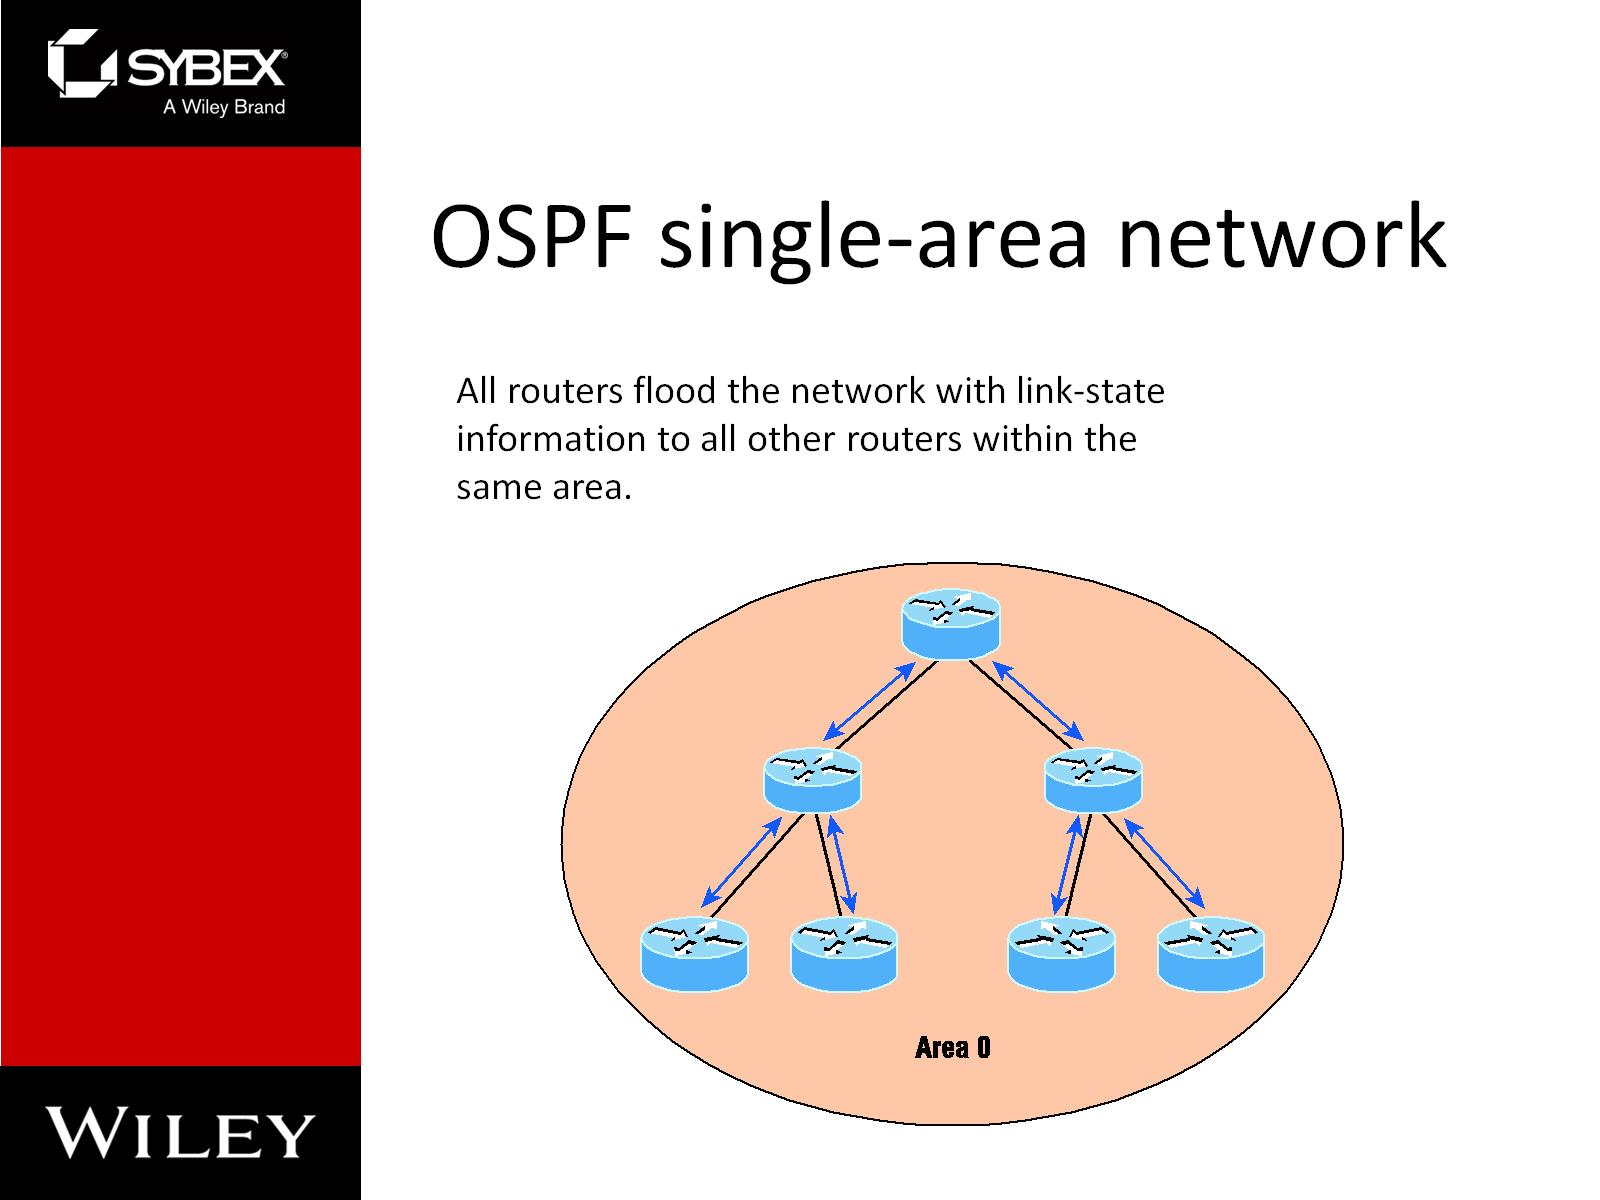 SYBEX®
A Wiley Brand
OSPF single-area network
All routers flood the network with link-state
information to all other routers within the
same area.
Area 0
WILEY